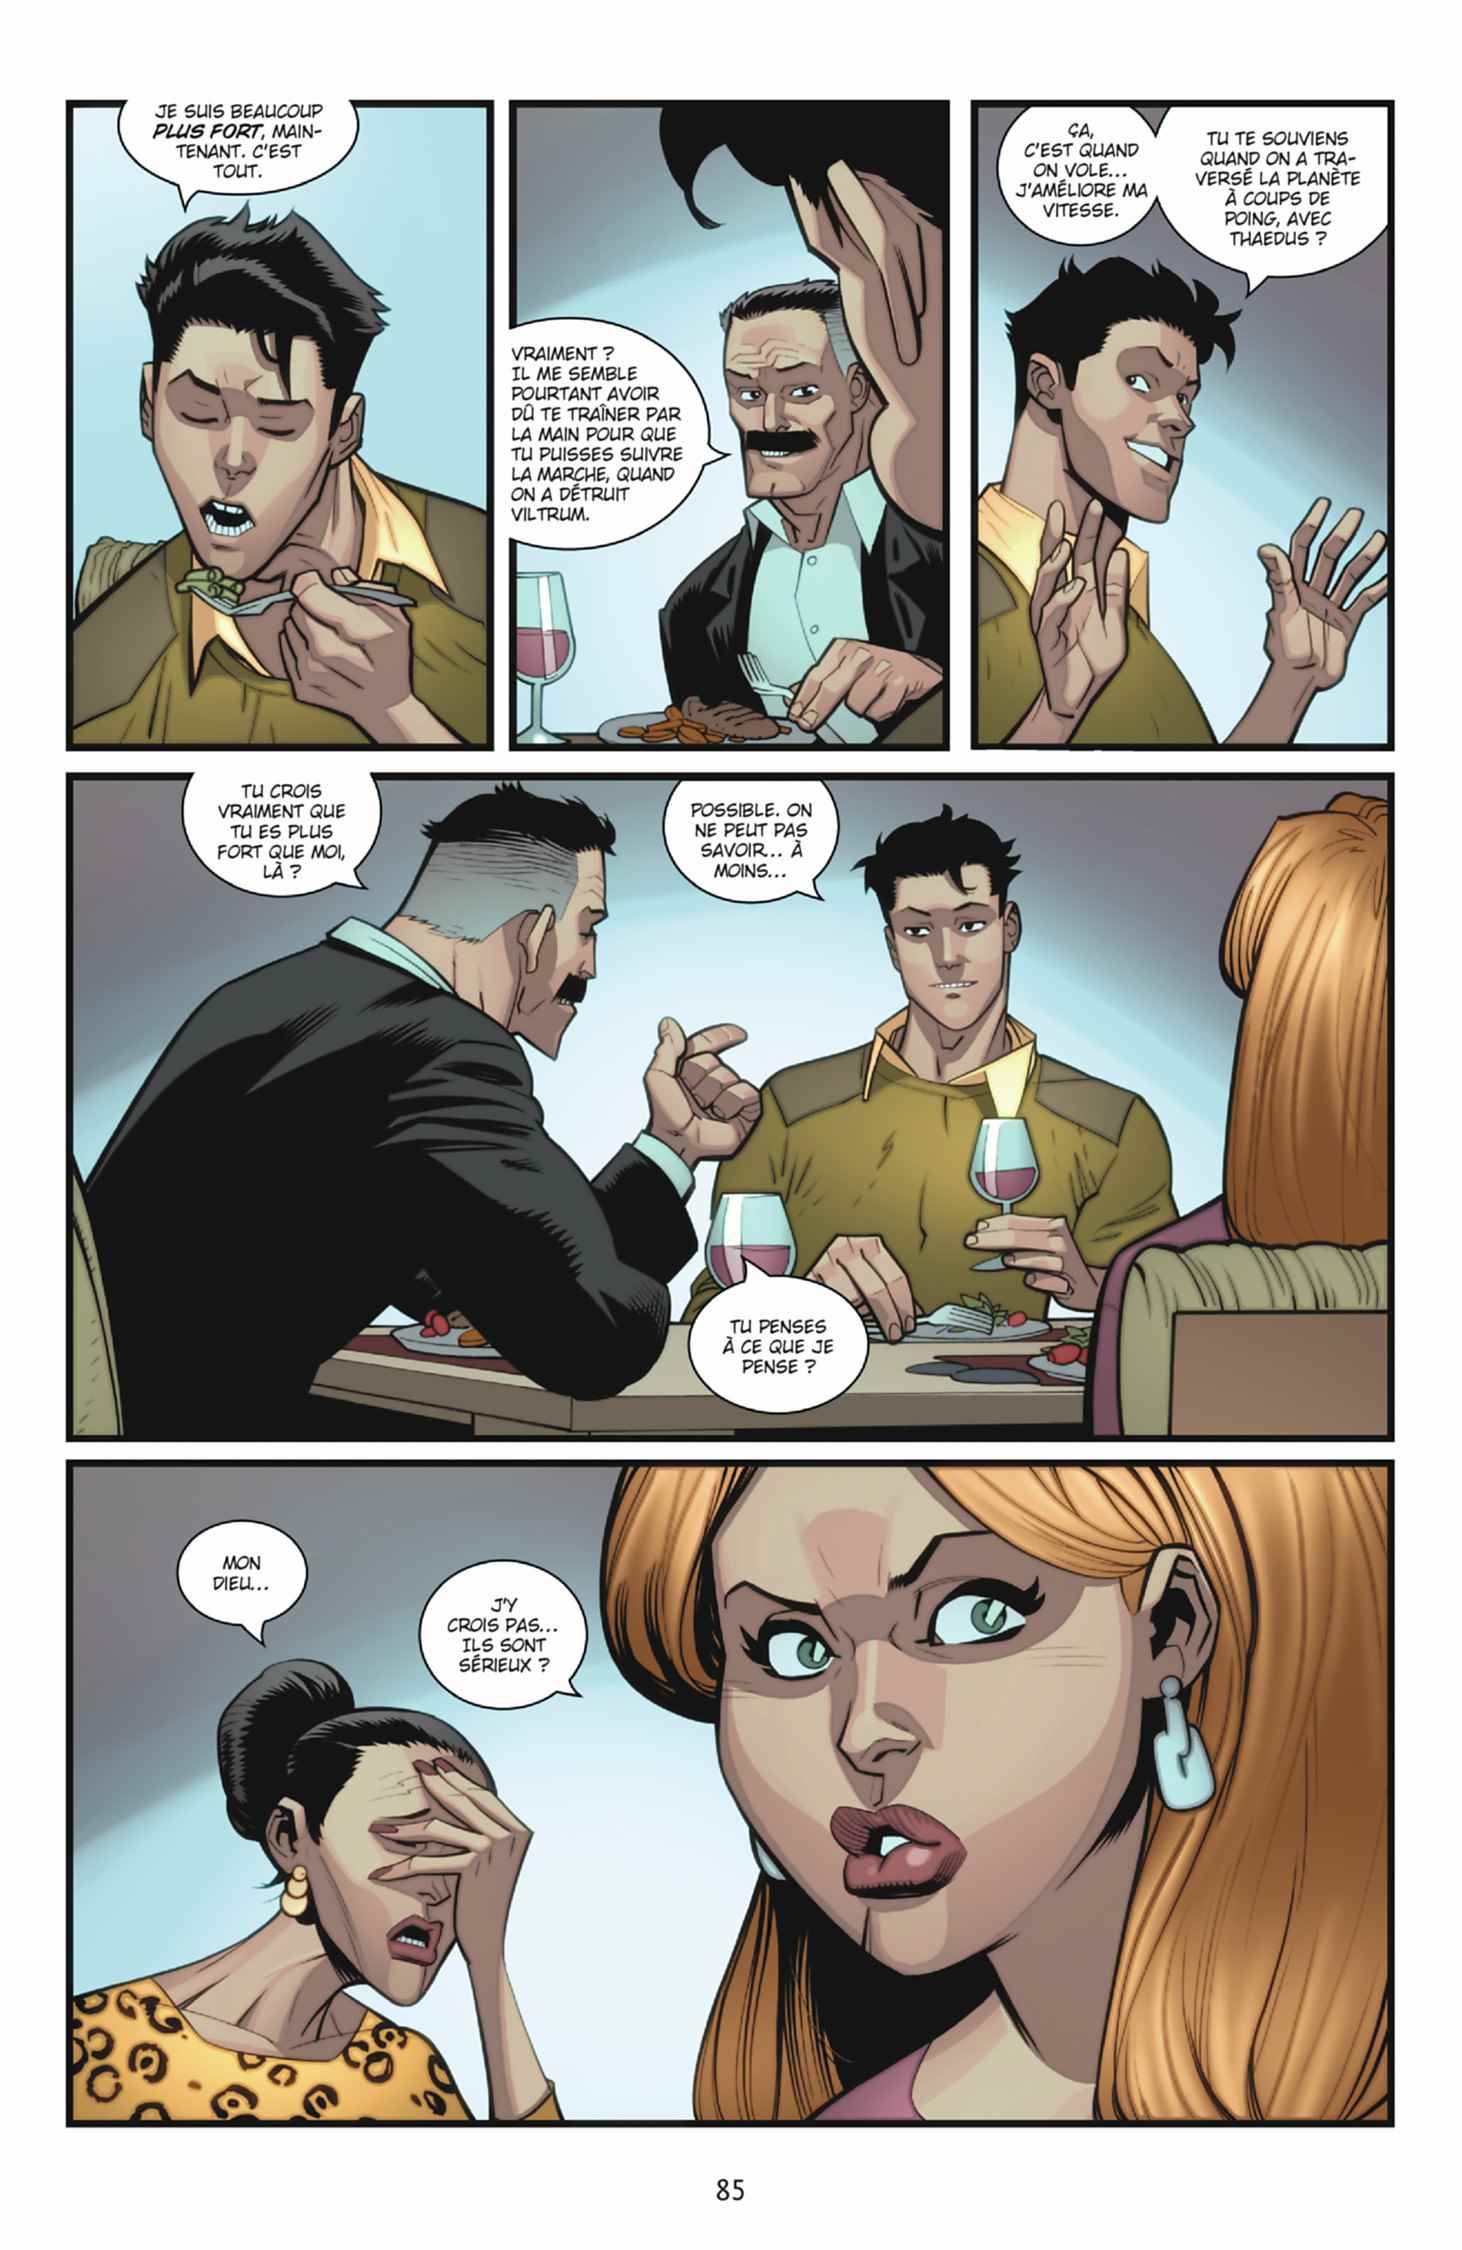 JE SUIS BEAUCOUP
PLUS FORT, MAIN-
TENANT. C'EST
TOUT.
VRAIMENT ?
IL ME SEMBLE
POURTANT AVOIR
DÛ TE TRAÎNER PAR
LA MAIN POUR QUE
TU PUISSES SUIVRE
LA MARCHE, QUAND
ON A DÉTRUIT
VILTRUM.
ÇA,
C'EST QUAND
ON VOLE...
J'AMÉLIORE MA
VITESSE.
TU TE SOUVIENS
QUAND ON A TRA-
VERSÉ LA PLANÈTE
À COUPS DE
POING, AVEC
THAEDUS ?
TU CROIS
VRAIMENT QUE
TU ES PLUS
FORT QUE MOI,
LÀ ?
POSSIBLE. ON
NE PEUT PAS
SAVOIR... À
MOINS...
TU PENSES
À CE QUE JE
PENSE ?
MON
DIEU...
J'Y
CROIS PAS...
ILS SONT
SÉRIEUX ?
85